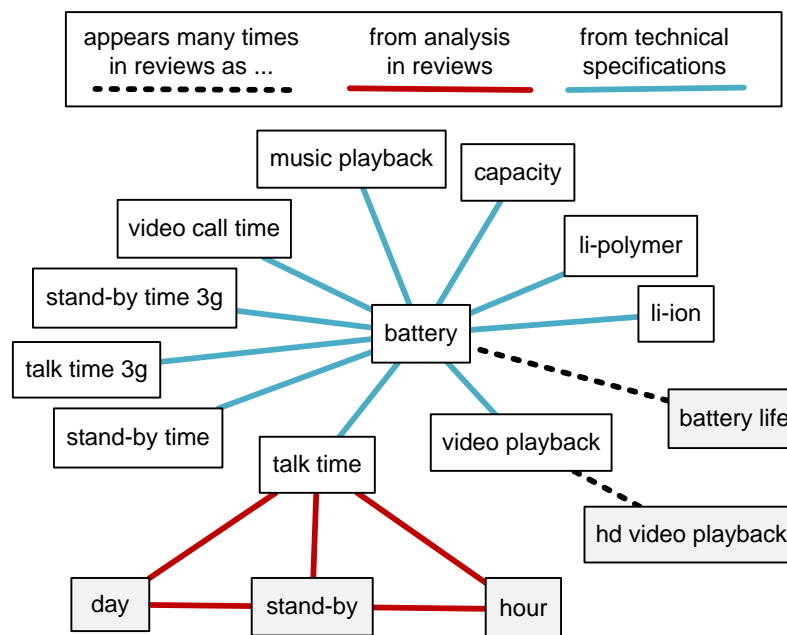 appears many times
in reviews as ...
from analysis
in reviews
from technical
specifications
music playback
capacity
video call time
li-polymer
stand-by time 3g
li-ion
battery
talk time 3g
battery life
stand-by time
video playback
talk time
hd video playback
day
stand-by
hour